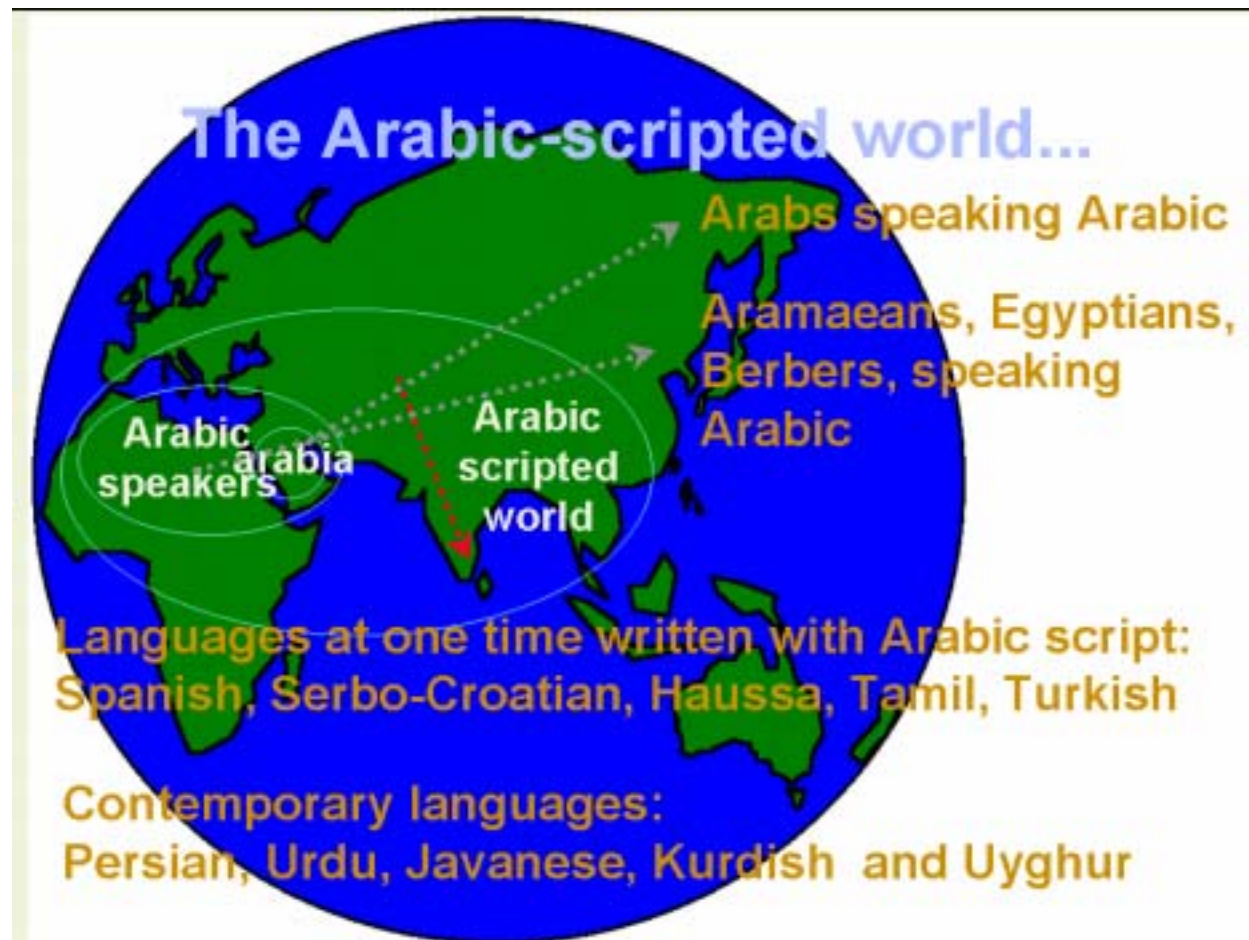 The Arabic-scripted world...
Arabs speaking Arabic
Aramaeans, Egyptians,
Berbers, speaking
Arabic
Arabic
speakers
arabia
Arabic
scripted
world
Languages at one time written with Arabic script:
Spanish, Serbo-Croatian, Haussa, Tamil, Turkish
Contemporary languages:
Persian, Urdu, Javanese, Kurdish and Uyghur